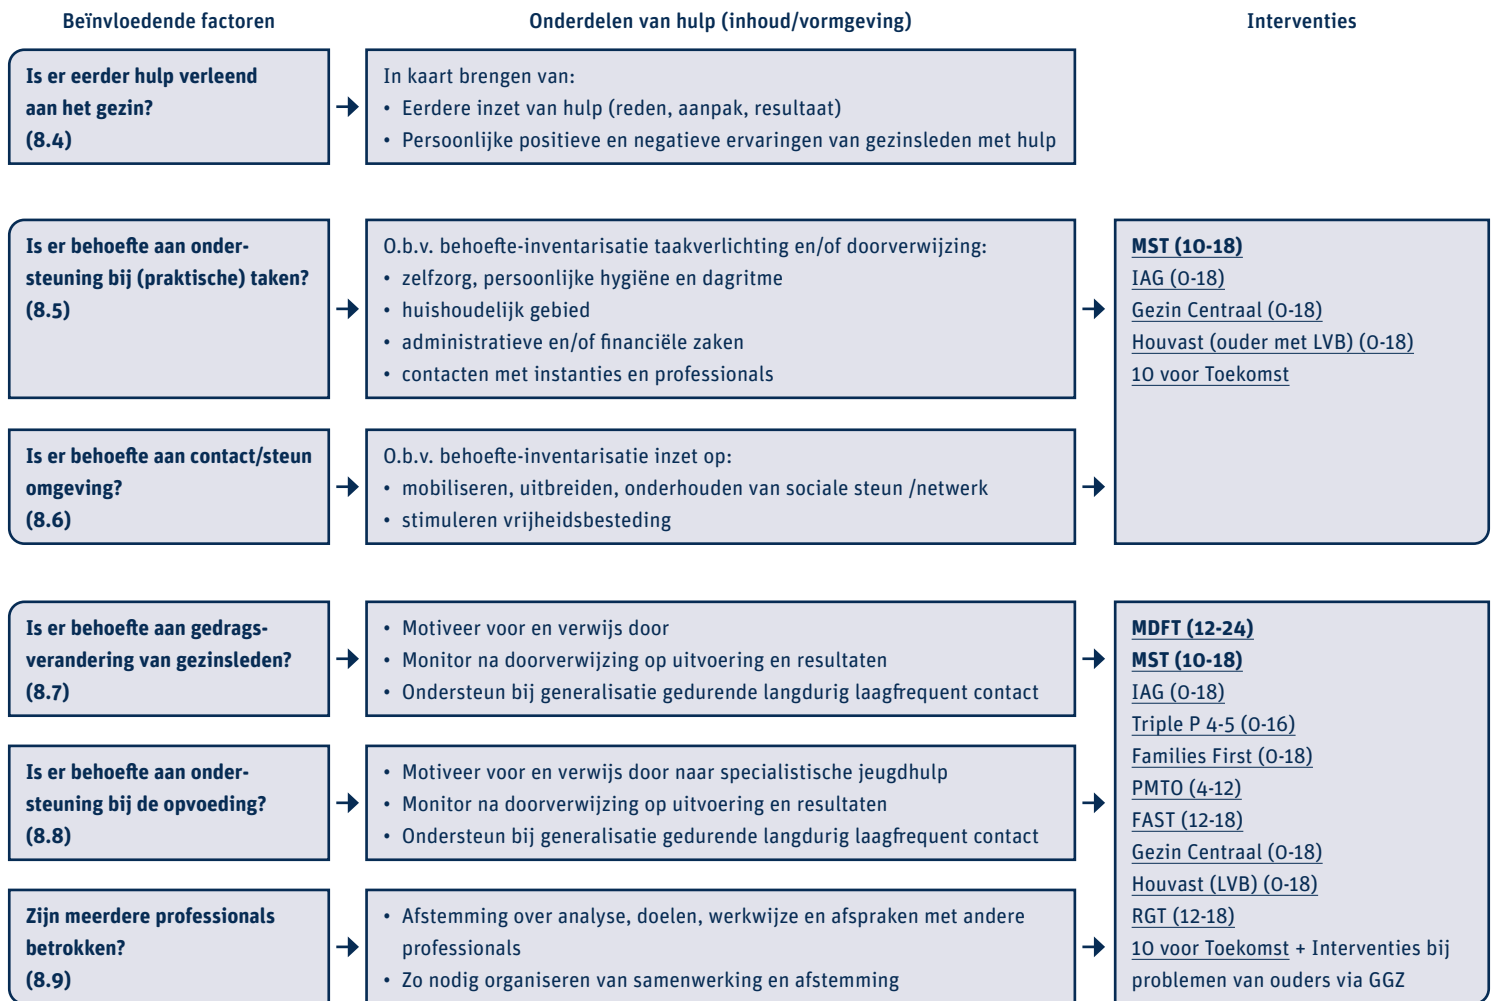 Beïnvloedende factoren
Onderdelen van hulp (inhoud/vormgeving)
Interventies
Is er eerder hulp verleend
aan het gezin?
(8.4)
In kaart brengen van:
• Eerdere inzet van hulp (reden, aanpak, resultaat)
• Persoonlijke positieve en negatieve ervaringen van gezinsleden met hulp
Is er behoefte aan onder-
steuning bij (praktische) taken?
(8.5)
O.b.v. behoefte-inventarisatie taakverlichting en/of doorverwijzing:
• zelfzorg, persoonlijke hygiëne en dagritme
• huishoudelijk gebied
• administratieve en/of financiële zaken
• contacten met instanties en professionals
MST (10-18)
IAG (0-18)
Gezin Centraal (0-18)
Houvast (ouder met LVB) (0-18)
10 voor Toekomst
Is er behoefte aan contact/steun
omgeving?
(8.6)
O.b.v. behoefte-inventarisatie inzet op:
• mobiliseren, uitbreiden, onderhouden van sociale steun /netwerk
• stimuleren vrijheidsbesteding
Is er behoefte aan gedrags-
verandering van gezinsleden?
(8.7)
• Motiveer voor en verwijs door
• Monitor na doorverwijzing op uitvoering en resultaten
• Ondersteun bij generalisatie gedurende langdurig laagfrequent contact
Is er behoefte aan onder-
steuning bij de opvoeding?
(8.8)
• Motiveer voor en verwijs door naar specialistische jeugdhulp
• Monitor na doorverwijzing op uitvoering en resultaten
• Ondersteun bij generalisatie gedurende langdurig laagfrequent contact
Zijn meerdere professionals
betrokken?
(8.9)
• Afstemming over analyse, doelen, werkwijze en afspraken met andere
professionals
• Zo nodig organiseren van samenwerking en afstemming
MDFT (12-24)
MST (10-18)
IAG (0-18)
Triple P 4-5 (0-16)
Families First (0-18)
PMTO (4-12)
FAST (12-18)
Gezin Centraal (0-18)
Houvast (LVB) (0-18)
RGT (12-18)
10 voor Toekomst + Interventies bij
problemen van ouders via GGZ